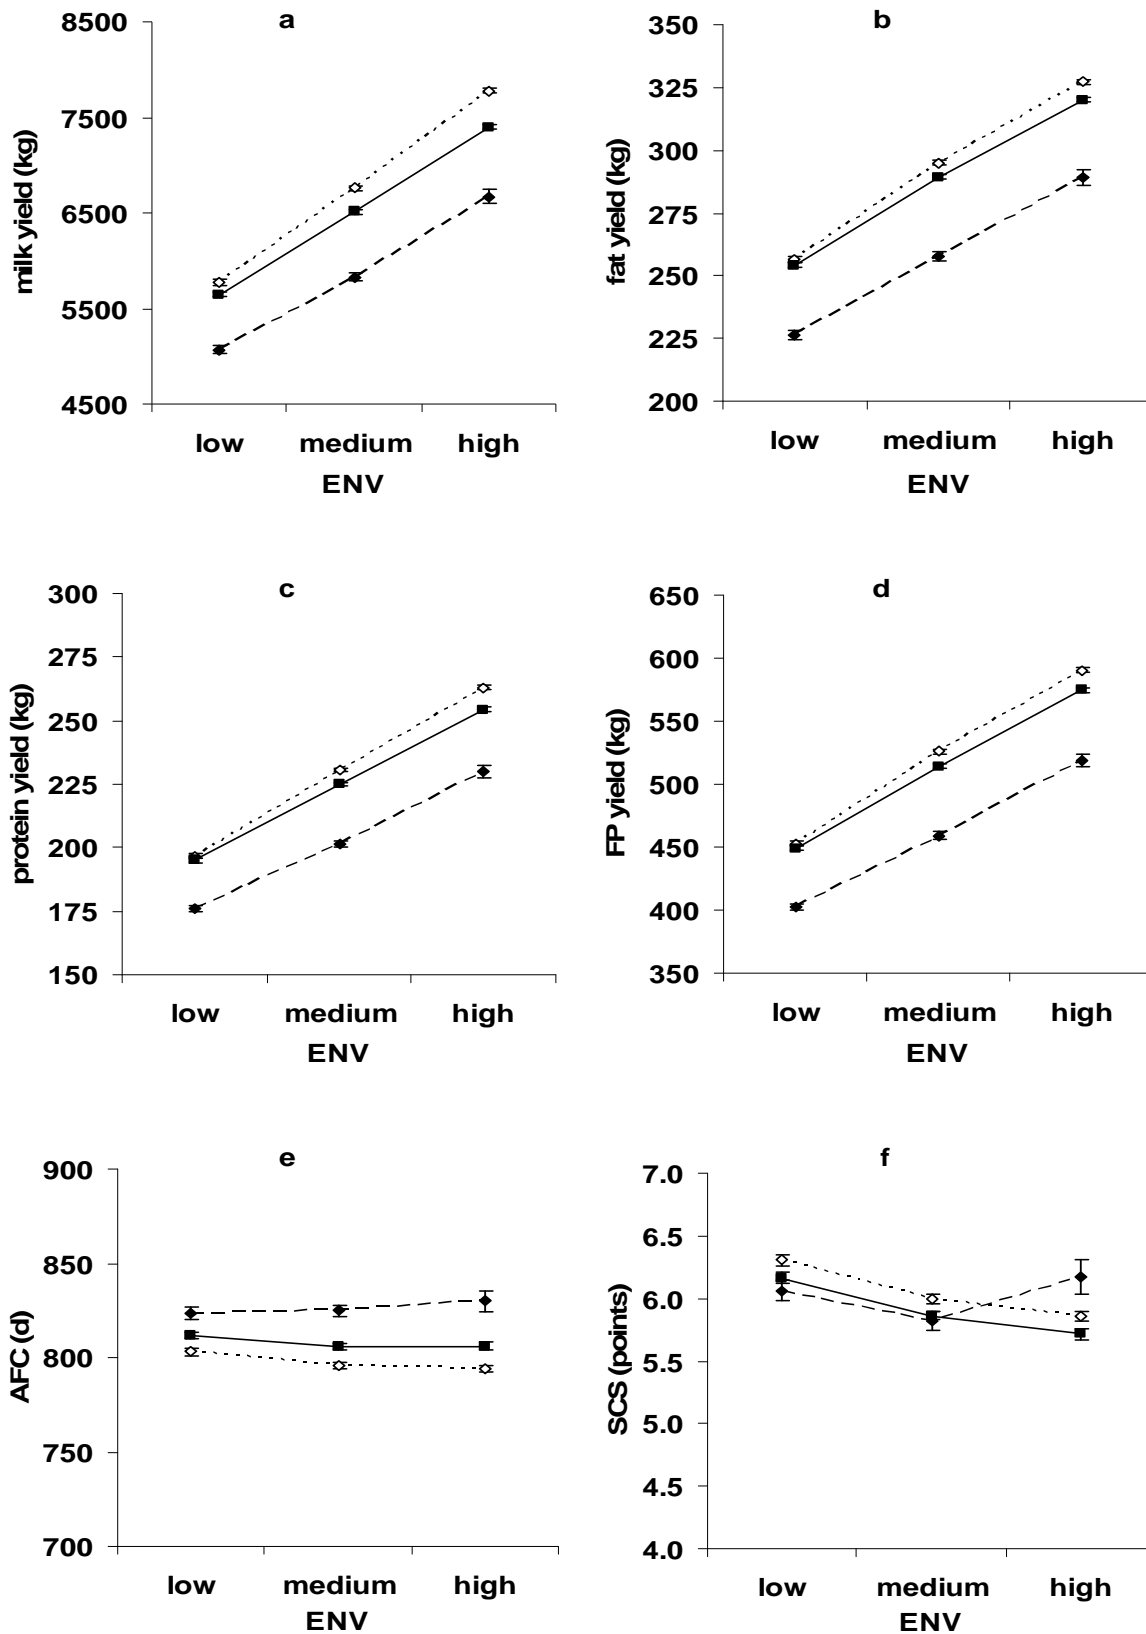 a
8500
7500
6500
5500
4500
milk yield (kg)
low medium high
ENV
b
350
325
300
275
250
225
200
fat yield (kg)
low medium high
ENV
c
300
275
250
225
200
175
150
protein yield (kg)
low medium high
ENV
d
650
600
550
500
450
400
350
FP yield (kg)
low medium high
ENV
e
900
850
800
750
700
AFC (d)
low medium high
ENV
f
7.0
6.5
6.0
5.5
5.0
4.5
4.0
SCS (points)
low medium high
ENV